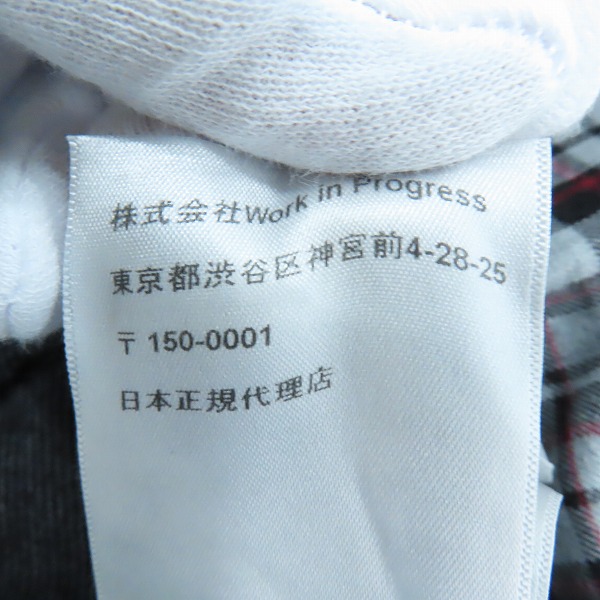 株式会社Work in Progress
東京都渋谷区神宮前4-28-25
〒150-0001
日本正規代理店